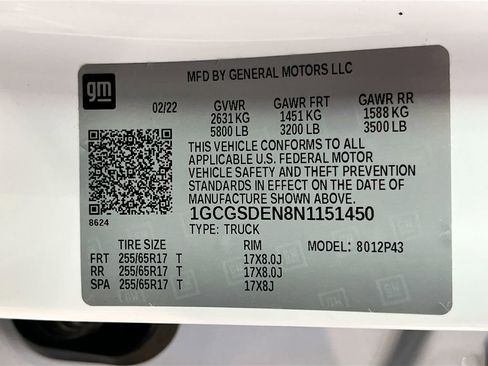 MFD BY GENERAL MOTORS LLC
gm
02/22 GVWR GAWR FRT GAWR RR
2631 KG 1451 KG 1588 KG
5800 LB 3200 LB 3500 LB
THIS VEHICLE CONFORMS TO ALL
APPLICABLE U.S. FEDERAL MOTOR
VEHICLE SAFETY AND THEFT PREVENTION
STANDARDS IN EFFECT ON THE DATE OF
MANUFACTURE SHOWN ABOVE.
8624
1GCGSDEN8N1151450
TYPE: TRUCK
TIRE SIZE RIM MODEL: 8012P43
FRT 255/65R17 T 17X8.0J
RR 255/65R17 T 17X8.0J
SPA 255/65R17 T 17X8J